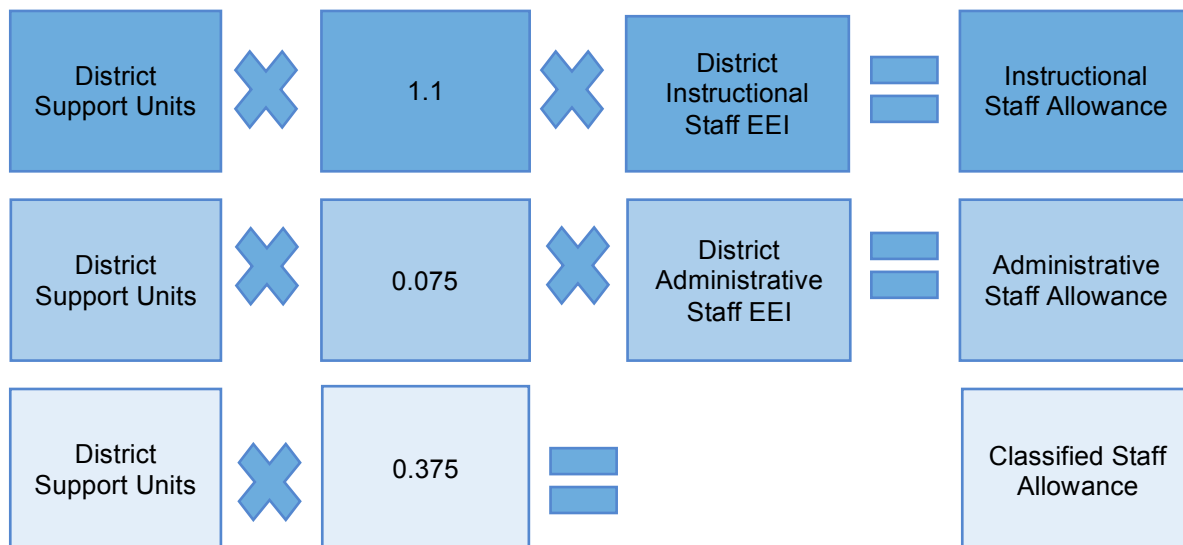 District
Support Units
1.1
District
Instructional
Staff EEI
Instructional
Staff Allowance
District
Support Units
0.075
District
Administrative
Staff EEI
Administrative
Staff Allowance
District
Support Units
0.375
Classified Staff
Allowance